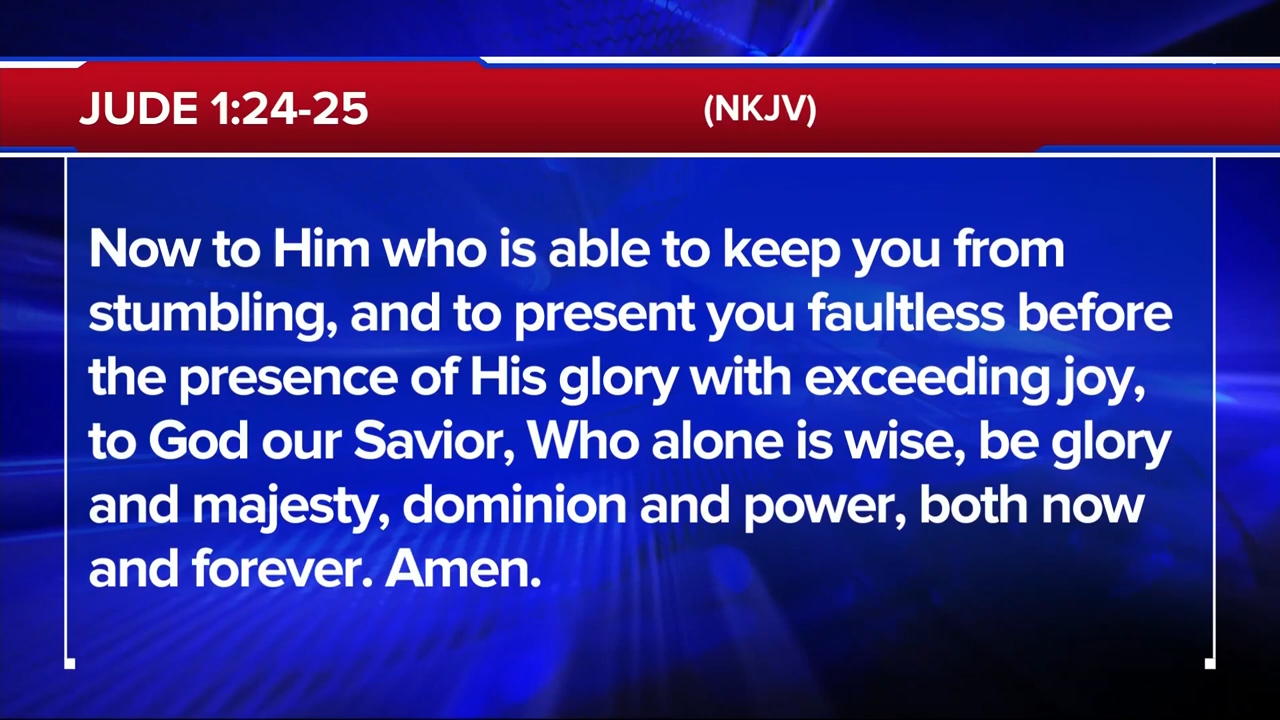 JUDE 1:24-25 (NKJV)
Now to Him who is able to keep you from
stumbling, and to present you faultless before
the presence of His glory with exceeding joy,
to God our Savior, Who alone is wise, be glory
and majesty, dominion and power, both now
and forever. Amen.